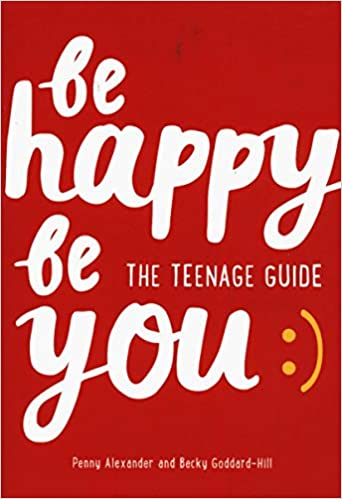 be
happy
be
THE TEENAGE GUIDE
you :)
Penny Alexander and Becky Goddard-Hill